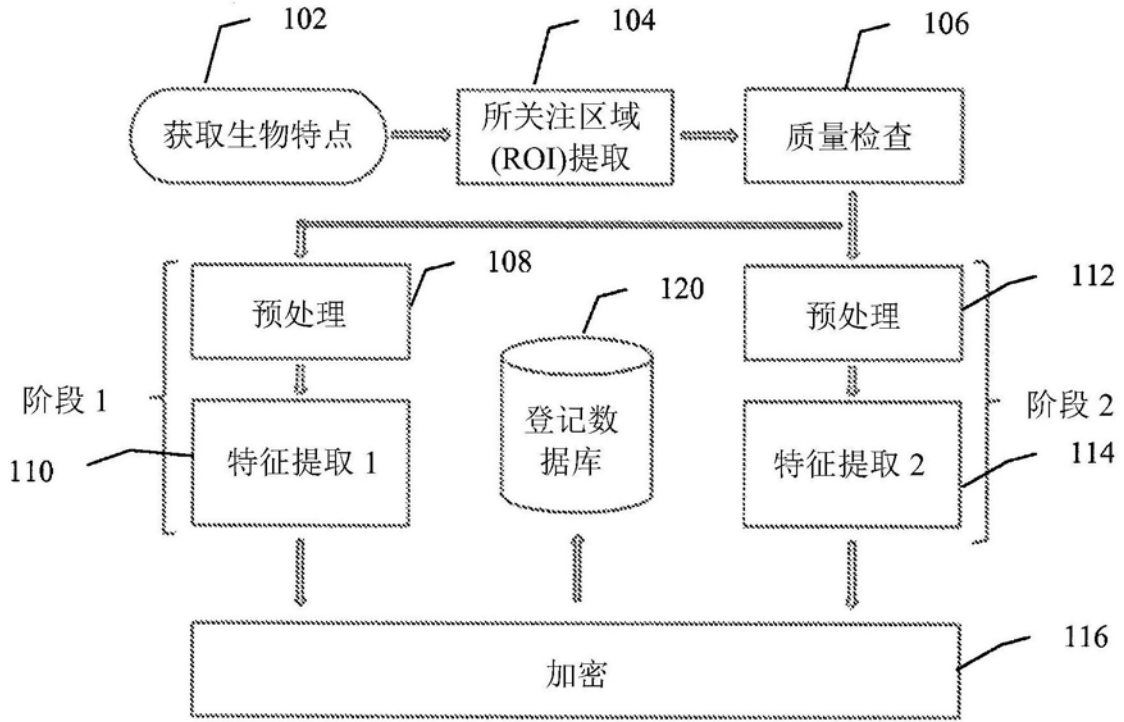 102
104
106
获取生物特点
所关注区域
(ROI)提取
质量检查
108
120
112
预处理
预处理
阶段 1
登记数
据库
阶段 2
110
特征提取 1
特征提取 2
114
116
加密